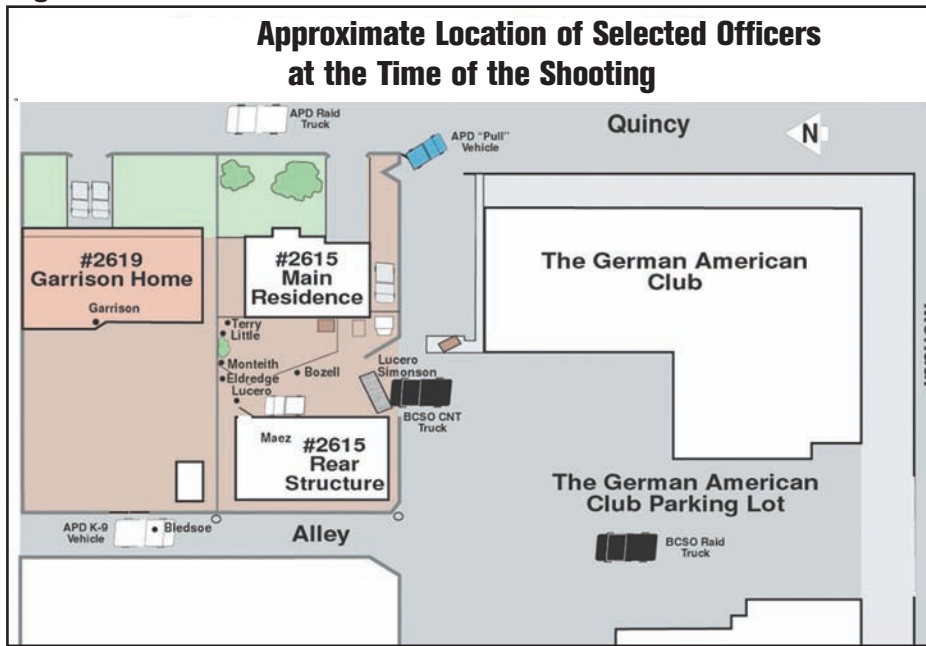 Approximate Location of Selected Officers
at the Time of the Shooting
APD Raid
Truck
APD "Pull"
Vehicle
Quincy
N
#2619
Garrison Home
Garrison
#2615
Main
Residence
The German American
Club
Terry
Little
Monteith
Eldredge
Lucero
Bozell
Lucero
Simonson
BCSO CNT
Truck
Maez
#2615
Rear
Structure
The German American
Club Parking Lot
APD K-9
Vehicle
Bledsoe
Alley
BCSO Raid
Truck